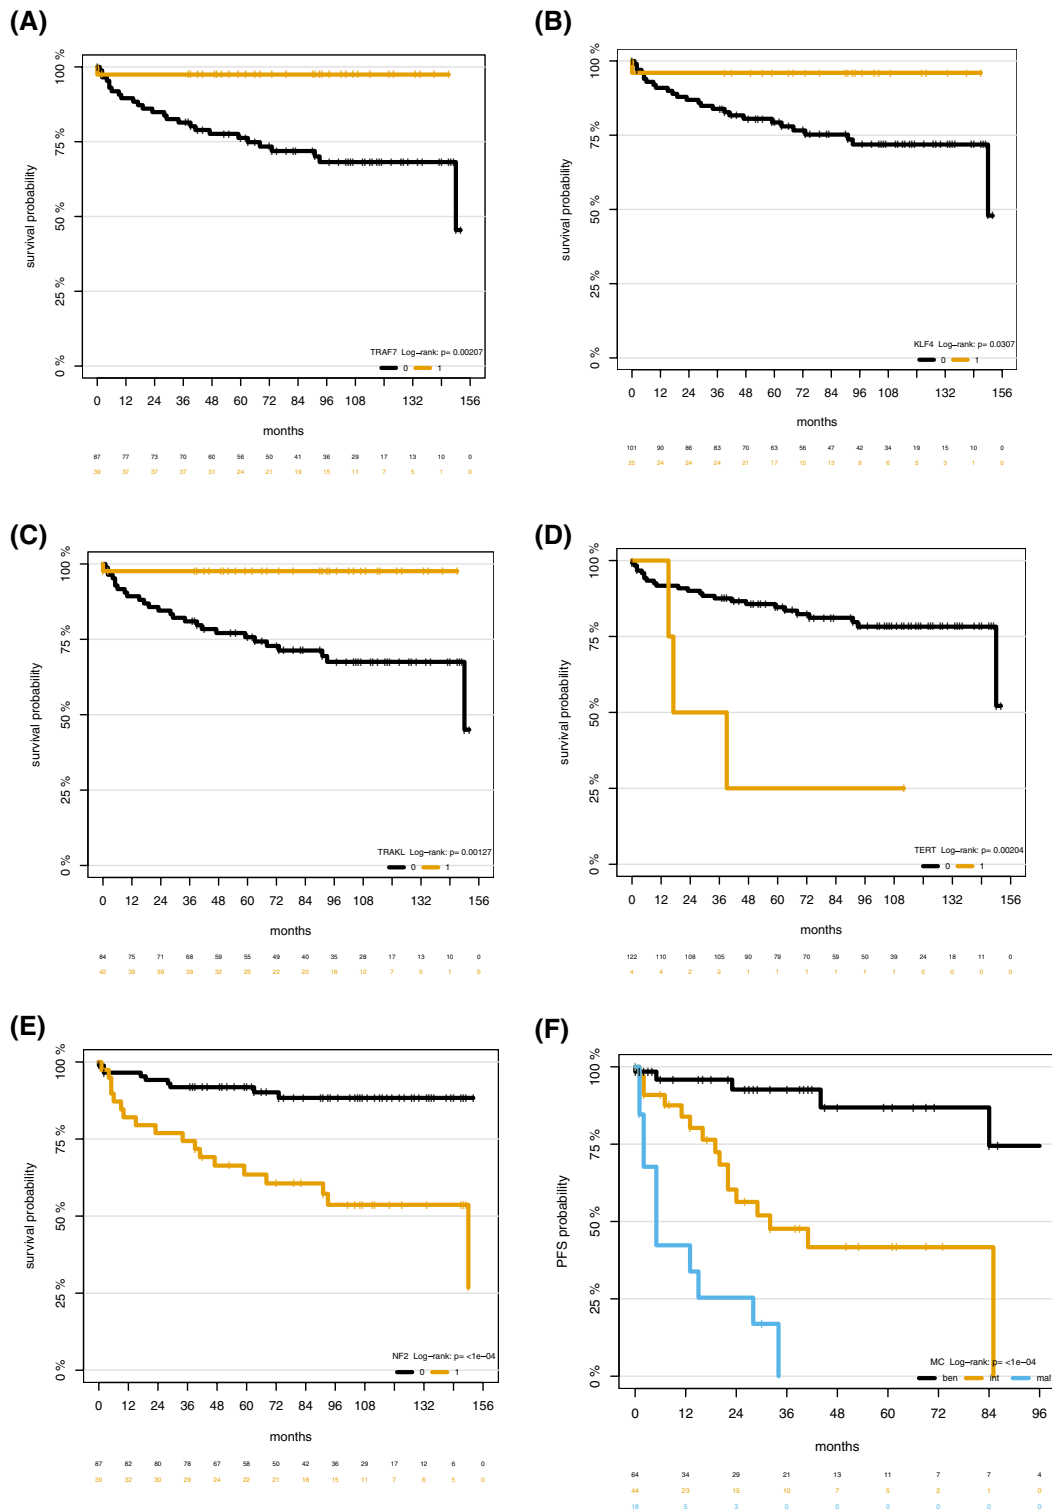 (A)
survival probability
100 %
75 %
50 %
25 %
0 %
TRAF7 Log-rank: p= 0.00207
0 1
0 12 24 36 48 60 72 84 96 108 132 156
months
87 77 73 70 60 56 50 41 36 29 17 13 10 0
39 37 37 37 31 24 21 19 15 11 7 5 1 0
(B)
survival probability
100 %
75 %
50 %
25 %
0 %
KLF4 Log-rank: p= 0.0307
0 1
0 12 24 36 48 60 72 84 96 108 132 156
months
101 90 86 83 70 63 56 47 42 34 19 15 10 0
25 24 24 24 21 17 15 13 9 6 5 3 1 0
(C)
survival probability
100 %
75 %
50 %
25 %
0 %
TRAKL Log-rank: p= 0.00127
0 1
0 12 24 36 48 60 72 84 96 108 132 156
months
84 75 71 68 59 55 49 40 35 28 17 13 10 0
42 39 39 39 32 25 22 20 16 12 7 5 1 0
(D)
survival probability
100 %
75 %
50 %
25 %
0 %
TERT Log-rank: p= 0.00204
0 1
0 12 24 36 48 60 72 84 96 108 132 156
months
122 110 108 105 90 79 70 59 50 39 24 18 11 0
4 4 2 2 1 1 1 1 1 1 0 0 0 0
(E)
survival probability
100 %
75 %
50 %
25 %
0 %
NF2 Log-rank: p= <1e-04
0 1
0 12 24 36 48 60 72 84 96 108 132 156
months
87 82 80 78 67 58 50 42 36 29 17 12 6 0
39 32 30 29 24 22 21 18 15 11 7 6 5 0
(F)
PFS probability
100 %
75 %
50 %
25 %
0 %
MC Log-rank: p= <1e-04
ben int mal
0 12 24 36 48 60 72 84 96
months
64 34 29 21 13 11 7 7 4
44 23 15 10 7 5 2 1 0
18 5 3 0 0 0 0 0 0